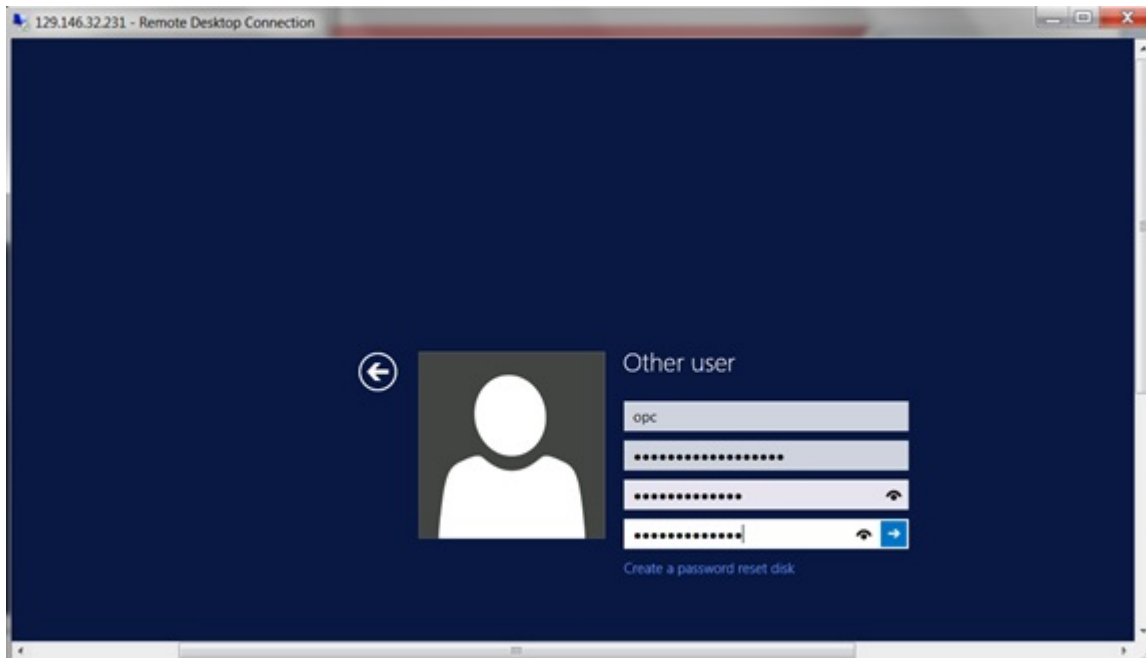 129.146.32.231 - Remote Desktop Connection
Other user
opc
••••••••••••••••••
•••••••••••••
•••••••••••••
Create a password reset disk